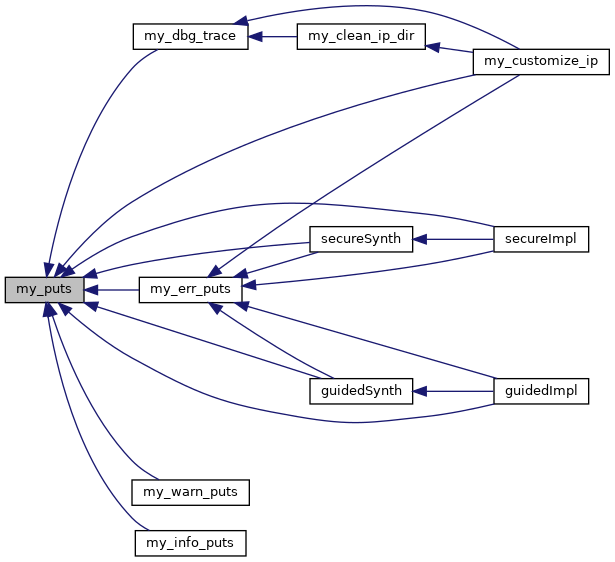 my_dbg_trace
my_clean_ip_dir
my_customize_ip
secureSynth
secureImpl
my_puts
my_err_puts
guidedSynth
guidedImpl
my_warn_puts
my_info_puts